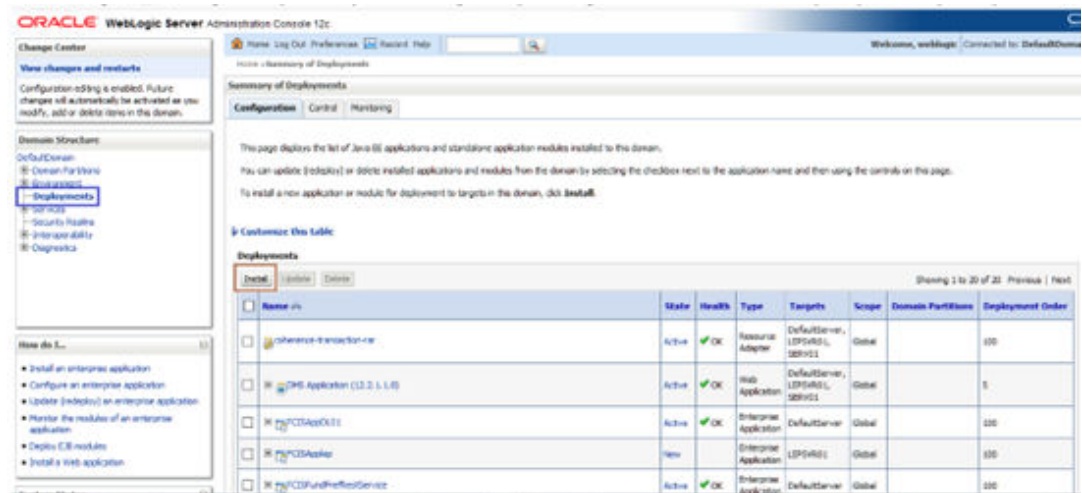 ORACLE WebLogic Server Administration Console 12c
Change Center
View changes and restarts
Configuration editing is enabled. Future
changes will automatically be activated as you
modify, add or delete items in this domain.
Domain Structure
DefaultDomain
Domain Partitions
Environment
Deployments
Services
Security Realms
Interoperability
Diagnostics
How do I...
Install an enterprise application
Configure an enterprise application
Update (redeploy) an enterprise application
Monitor the modules of an enterprise
application
Deploy EJB modules
Install a Web application
Home Log Out Preferences Record Help
Welcome, weblogic Connected to: DefaultDoma
Home >Summary of Deployments
Summary of Deployments
Configuration Control Monitoring
This page displays the list of Java EE applications and standalone application modules installed to this domain.
You can update (redeploy) or delete installed applications and modules from the domain by selecting the checkbox next to the application name and then using the controls on this page.
To install a new application or module for deployment to targets in this domain, click Install.
Customize this table
Deployments
Install Update Delete
Showing 1 to 20 of 20 Previous | Next
Name State Health Type Targets Scope Domain Partitions Deployment Order
coherence-transaction-rar Active OK Resource Adapter DefaultServer, Global 100
DMS Application (12.2.1.1.0) Active OK Web Application DefaultServer, Global 5
Active OK Enterprise Application DefaultServer Global 100
New Enterprise Application Global 100
Active OK Enterprise Application DefaultServer Global 100